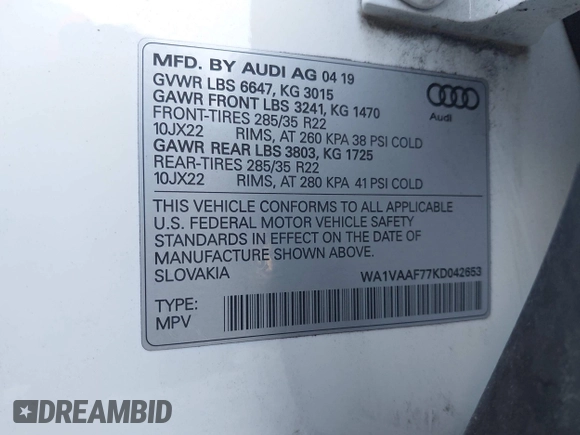 MFD. BY AUDI AG 04 19
GVWR LBS 6647, KG 3015
GAWR FRONT LBS 3241, KG 1470
FRONT-TIRES 285/35 R22
10JX22 RIMS, AT 260 KPA 38 PSI COLD
GAWR REAR LBS 3803, KG 1725
REAR-TIRES 285/35 R22
10JX22 RIMS, AT 280 KPA 41 PSI COLD
Audi
THIS VEHICLE CONFORMS TO ALL APPLICABLE
U.S. FEDERAL MOTOR VEHICLE SAFETY
STANDARDS IN EFFECT ON THE DATE OF
MANUFACTURE SHOWN ABOVE.
SLOVAKIA WA1VAAF77KD042653
TYPE:
MPV
DREAMBID